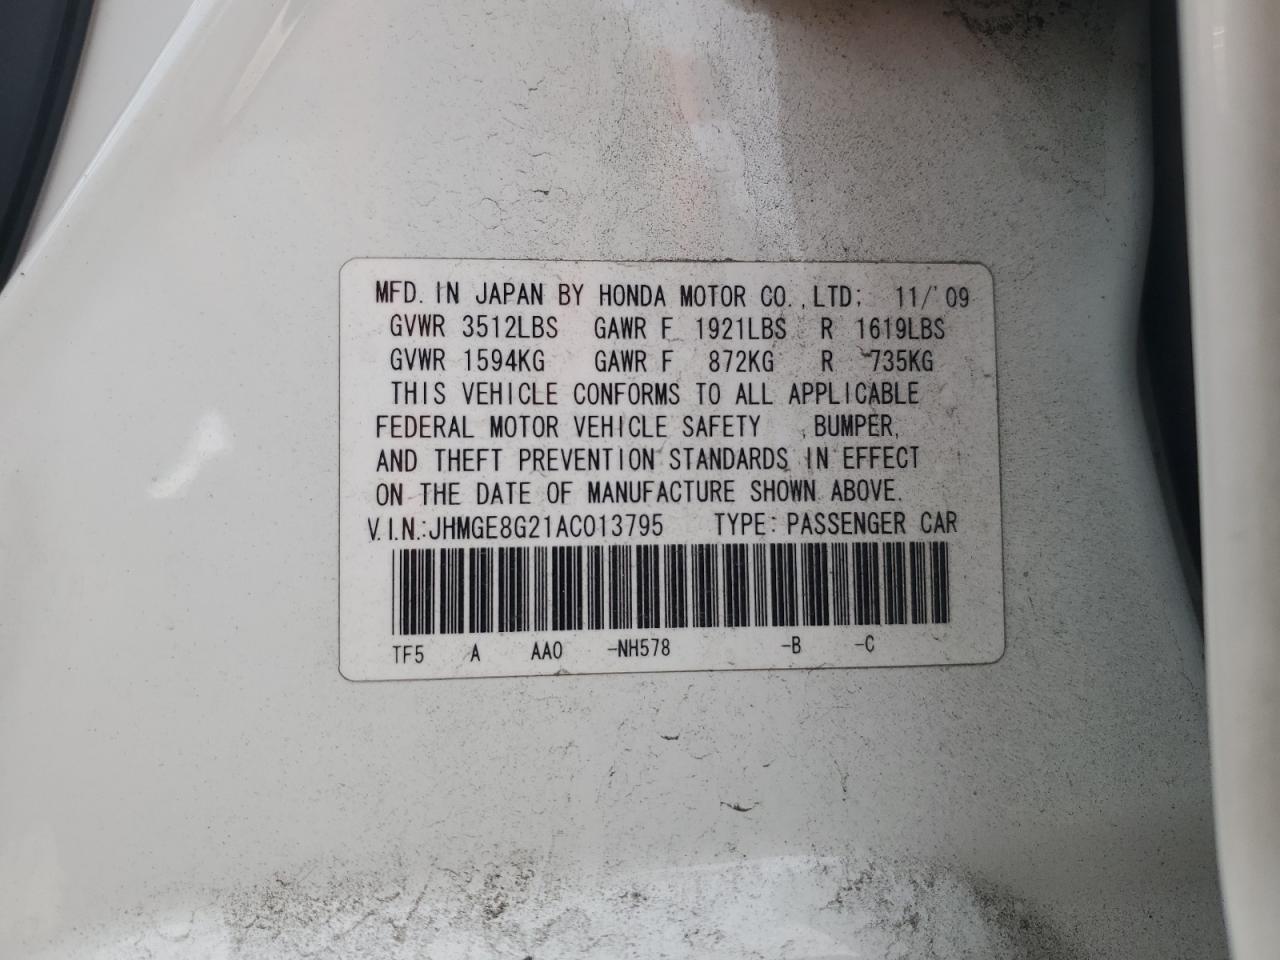 MFD. IN JAPAN BY HONDA MOTOR CO., LTD; 11/'09
GVWR 3512LBS GAWR F 1921LBS R 1619LBS
GVWR 1594KG GAWR F 872KG R 735KG
THIS VEHICLE CONFORMS TO ALL APPLICABLE
FEDERAL MOTOR VEHICLE SAFETY , BUMPER,
AND THEFT PREVENTION STANDARDS IN EFFECT
ON THE DATE OF MANUFACTURE SHOWN ABOVE.
V.I.N.:JHMGE8G21AC013795 TYPE:PASSENGER CAR
TF5 A AA0 -NH578 -B -C